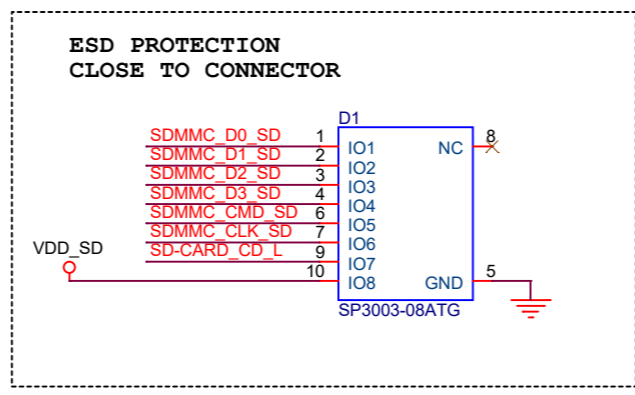 ESD PROTECTION
CLOSE TO CONNECTOR
D1
SDMMC_D0_SD 1 IO1 NC 8
SDMMC_D1_SD 2 IO2
SDMMC_D2_SD 3 IO3
SDMMC_D3_SD 4 IO4
SDMMC_CMD_SD 6 IO5
SDMMC_CLK_SD 7 IO6
VDD_SD SD-CARD_CD_L 9 IO7
10 IO8 GND 5
SP3003-08ATG